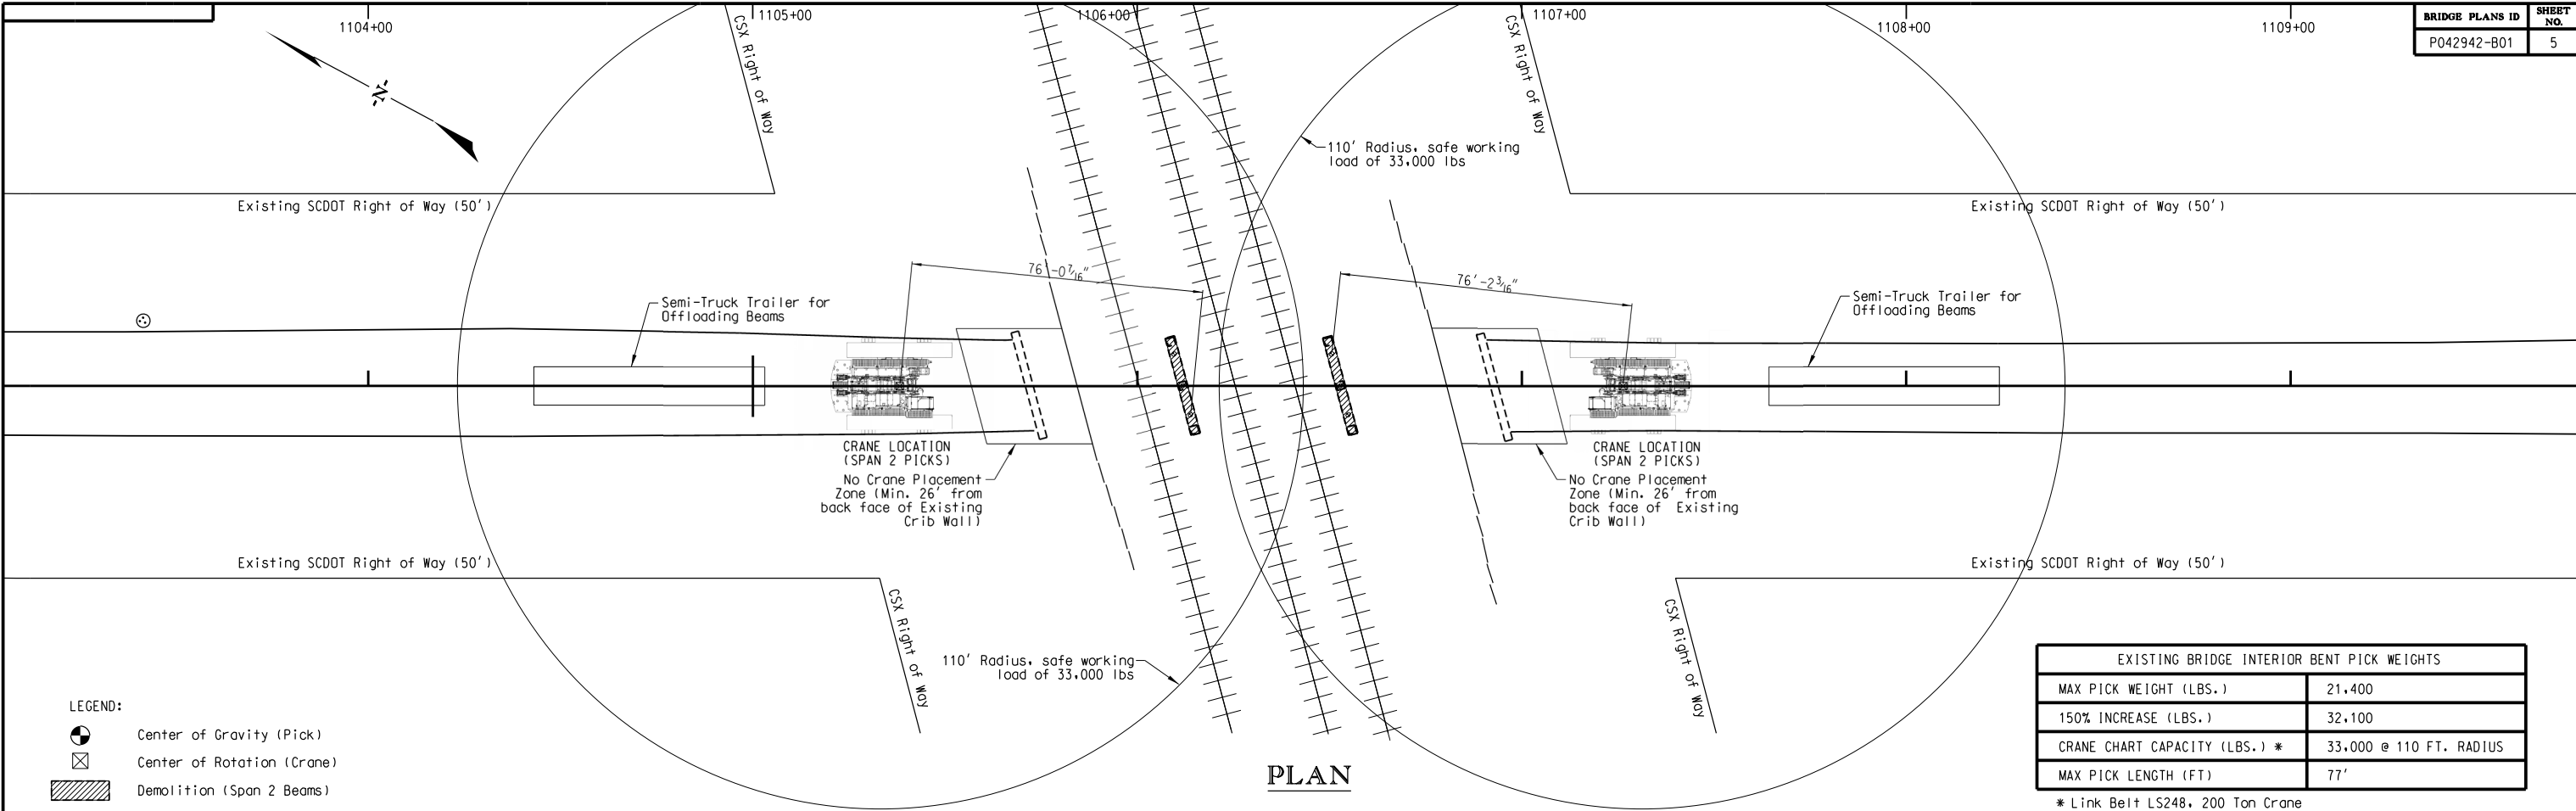 1104+00
1105+00
1106+00
1107+00
1108+00
1109+00
BRIDGE PLANS ID
SHEET
NO.
P042942-B01
5
-N-
CSX Right of Way
CSX Right of Way
110' Radius, safe working
load of 33,000 lbs
Existing SCDOT Right of Way (50')
Existing SCDOT Right of Way (50')
76'-0 7/16"
76'-2 3/16"
Semi-Truck Trailer for
Offloading Beams
Semi-Truck Trailer for
Offloading Beams
CRANE LOCATION
(SPAN 2 PICKS)
No Crane Placement
Zone (Min. 26' from
back face of Existing
Crib Wall)
CRANE LOCATION
(SPAN 2 PICKS)
No Crane Placement
Zone (Min. 26' from
back face of Existing
Crib Wall)
Existing SCDOT Right of Way (50')
Existing SCDOT Right of Way (50')
CSX Right of Way
CSX Right of Way
110' Radius, safe working
load of 33,000 lbs
LEGEND:
Center of Gravity (Pick)
Center of Rotation (Crane)
Demolition (Span 2 Beams)
PLAN
EXISTING BRIDGE INTERIOR BENT PICK WEIGHTS
MAX PICK WEIGHT (LBS.) 21,400
150% INCREASE (LBS.) 32,100
CRANE CHART CAPACITY (LBS.) * 33,000 @ 110 FT. RADIUS
MAX PICK LENGTH (FT) 77'
* Link Belt LS248, 200 Ton Crane